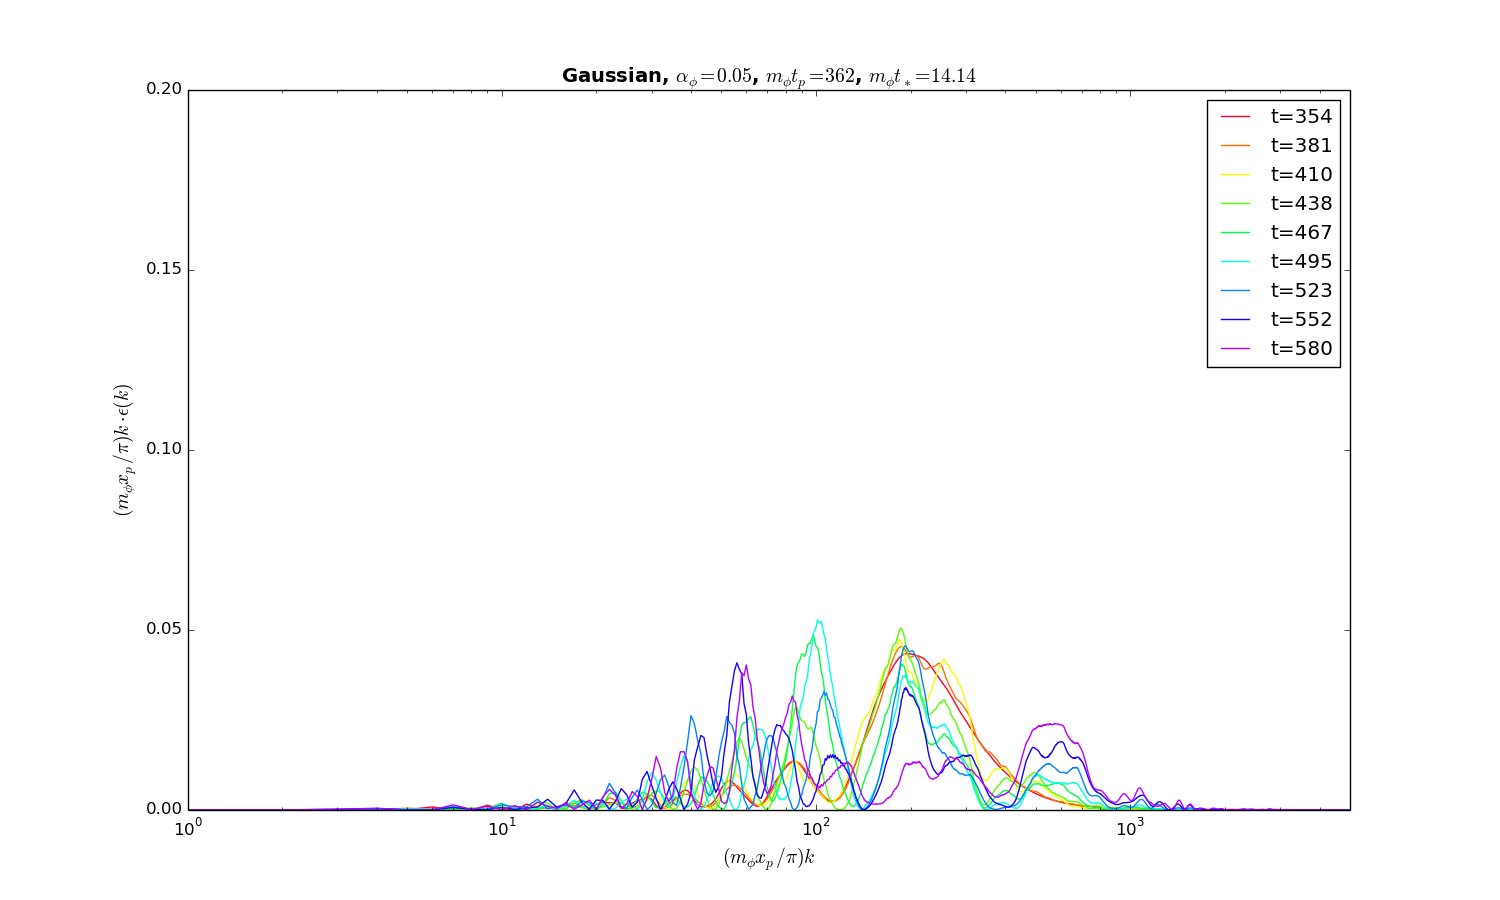 Gaussian, α_ϕ=0.05, m_ϕt_p=362, m_ϕt_*=14.14
0.20
0.15
0.10
0.05
0.00
(m_ϕx_p/π)k·ϵ(k)
t=354
t=381
t=410
t=438
t=467
t=495
t=523
t=552
t=580
10^0 10^1 10^2 10^3
(m_ϕx_p/π)k